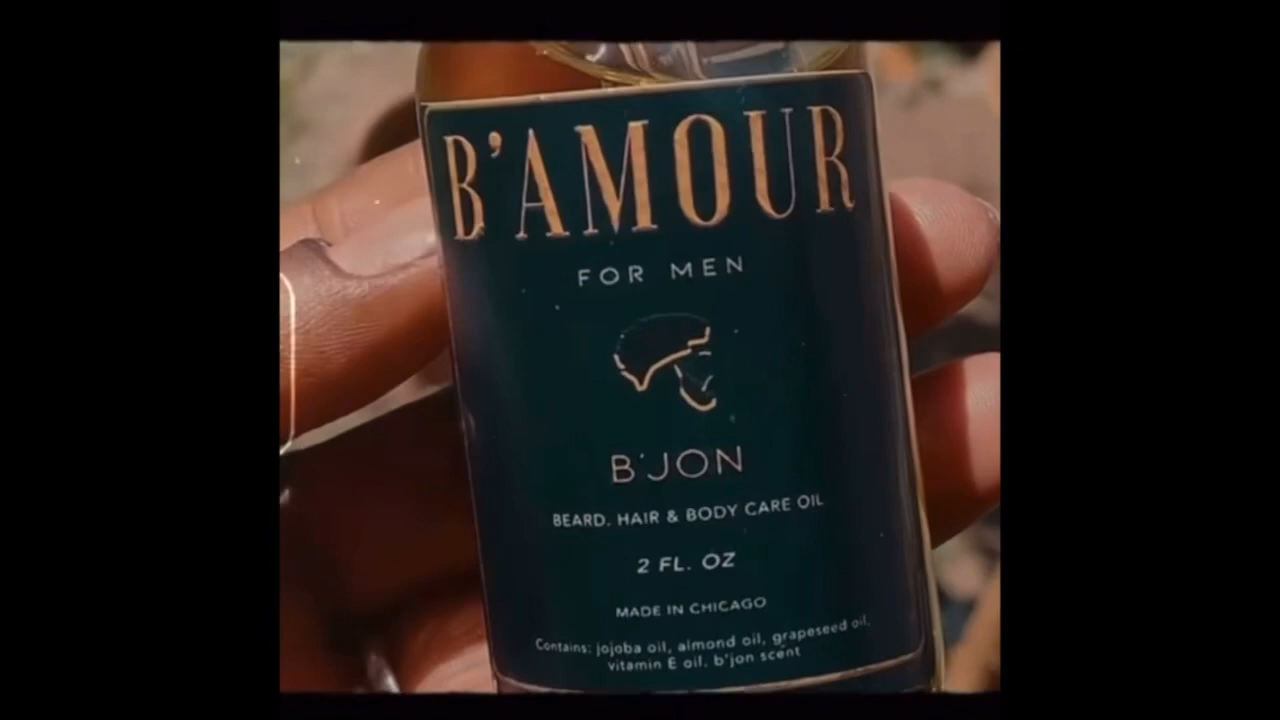 B'AMOUR
FOR MEN
B'JON
BEARD. HAIR & BODY CARE OIL
2 FL. OZ
MADE IN CHICAGO
Contains: jojoba oil, almond oil, grapeseed oil,
vitamin E oil. b'jon scent